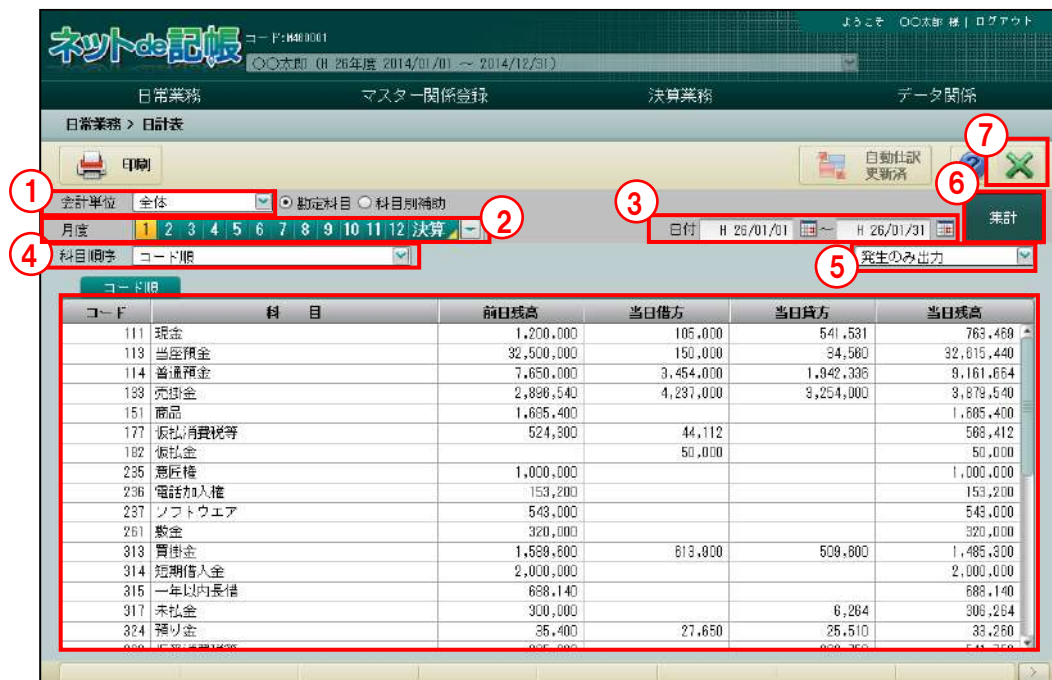 ようこそ 〇〇太郎 様 | ログアウト
ネットde記帳 コード:M480001
〇〇太郎 (H 26年度 2014/01/01 ～ 2014/12/31)
日常業務 マスター関係登録 決算業務 データ関係
日常業務 > 日計表
⑦
印刷 自動仕訳更新済 ?
① ⑥
会計単位 全体 勘定科目 科目別補助 集計
② ③
月度 1 2 3 4 5 6 7 8 9 10 11 12 決算 日付 H 26/01/01 ～ H 26/01/31
④ 科目順序 コード順 ⑤ 発生のみ出力
コード順
コード 科 目 前日残高 当日借方 当日貸方 当日残高
111 現金 1,200,000 105,000 541,531 763,469
113 当座預金 32,500,000 150,000 34,560 32,615,440
114 普通預金 7,650,000 3,454,000 1,942,336 9,161,664
133 売掛金 2,896,540 4,237,000 3,254,000 3,879,540
151 商品 1,685,400 1,685,400
177 仮払消費税等 524,300 44,112 568,412
182 仮払金 50,000 50,000
235 意匠権 1,000,000 1,000,000
236 電話加入権 153,200 153,200
237 ソフトウエア 543,000 543,000
261 敷金 320,000 320,000
313 買掛金 1,589,600 613,900 509,600 1,485,300
314 短期借入金 2,000,000 2,000,000
315 一年以内長借 688,140 688,140
317 未払金 300,000 6,264 306,264
324 預り金 35,400 27,650 25,510 33,260